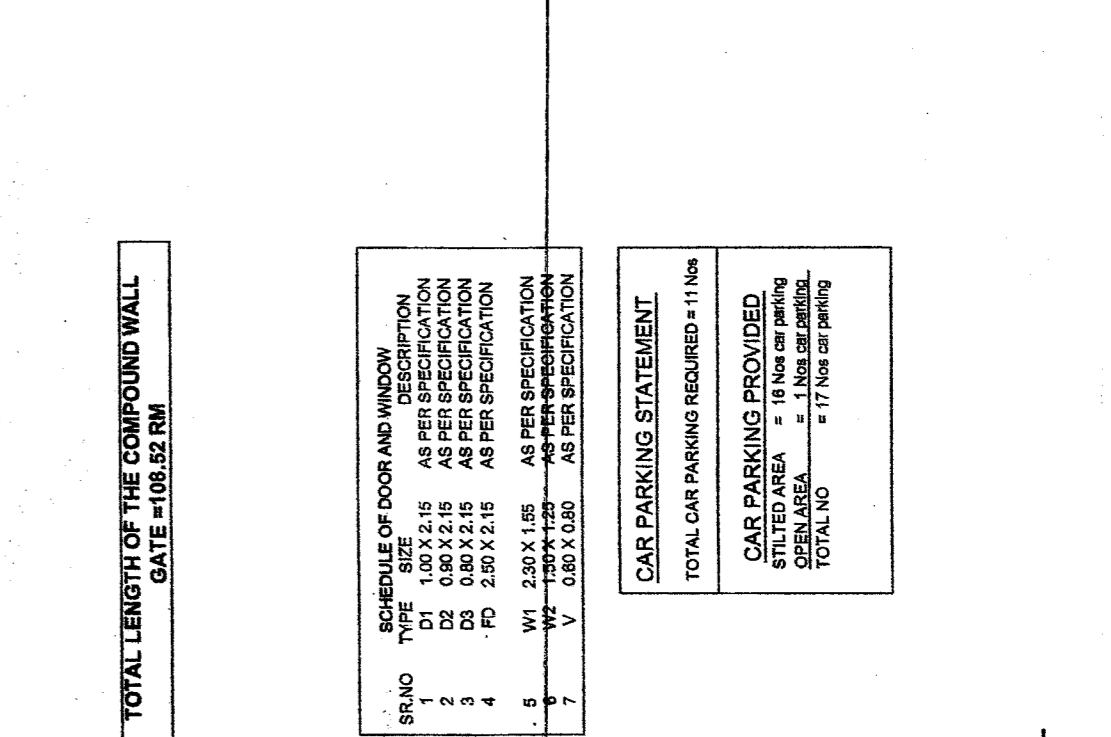 TOTAL LENGTH OF THE COMPOUND WALL
GATE =108.52 RM
SCHEDULE OF DOOR AND WINDOW
SR.NO TYPE SIZE DESCRIPTION
1 D1 1.00 X 2.15 AS PER SPECIFICATION
2 D2 0.90 X 2.15 AS PER SPECIFICATION
3 D3 0.80 X 2.15 AS PER SPECIFICATION
4 FD 2.50 X 2.15 AS PER SPECIFICATION
5 W1 2.30 X 1.55 AS PER SPECIFICATION
6 W2 1.50 X 1.25 AS PER SPECIFICATION
7 V 0.60 X 0.80 AS PER SPECIFICATION
CAR PARKING STATEMENT
TOTAL CAR PARKING REQUIRED = 11 Nos
CAR PARKING PROVIDED
STILTED AREA = 16 Nos car parking
OPEN AREA = 1 Nos car parking
TOTAL NO = 17 Nos car parking